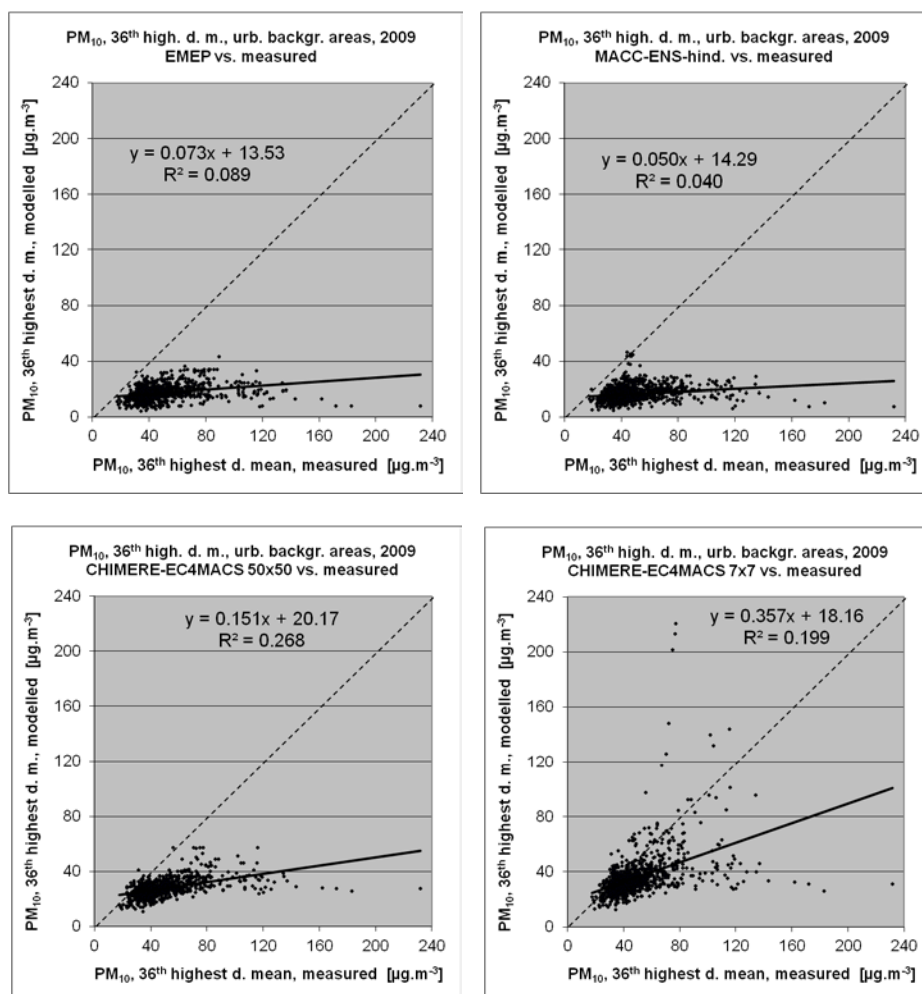 PM₁₀, 36ᵗʰ high. d. m., urb. backgr. areas, 2009
EMEP vs. measured
PM₁₀, 36ᵗʰ highest d. m., modelled [µg.m⁻³]
240
200
160
120
80
40
0
y = 0.073x + 13.53
R² = 0.089
0 40 80 120 160 200 240
PM₁₀, 36ᵗʰ highest d. mean, measured [µg.m⁻³]
PM₁₀, 36ᵗʰ high. d. m., urb. backgr. areas, 2009
MACC-ENS-hind. vs. measured
PM₁₀, 36ᵗʰ highest d. m., modelled [µg.m⁻³]
240
200
160
120
80
40
0
y = 0.050x + 14.29
R² = 0.040
0 40 80 120 160 200 240
PM₁₀, 36ᵗʰ highest d. mean, measured [µg.m⁻³]
PM₁₀, 36ᵗʰ high. d. m., urb. backgr. areas, 2009
CHIMERE-EC4MACS 50x50 vs. measured
PM₁₀, 36ᵗʰ highest d. m., modelled [µg.m⁻³]
240
200
160
120
80
40
0
y = 0.151x + 20.17
R² = 0.268
0 40 80 120 160 200 240
PM₁₀, 36ᵗʰ highest d. mean, measured [µg.m⁻³]
PM₁₀, 36ᵗʰ high. d. m., urb. backgr. areas, 2009
CHIMERE-EC4MACS 7x7 vs. measured
PM₁₀, 36ᵗʰ highest d. m., modelled [µg.m⁻³]
240
200
160
120
80
40
0
y = 0.357x + 18.16
R² = 0.199
0 40 80 120 160 200 240
PM₁₀, 36ᵗʰ highest d. mean, measured [µg.m⁻³]